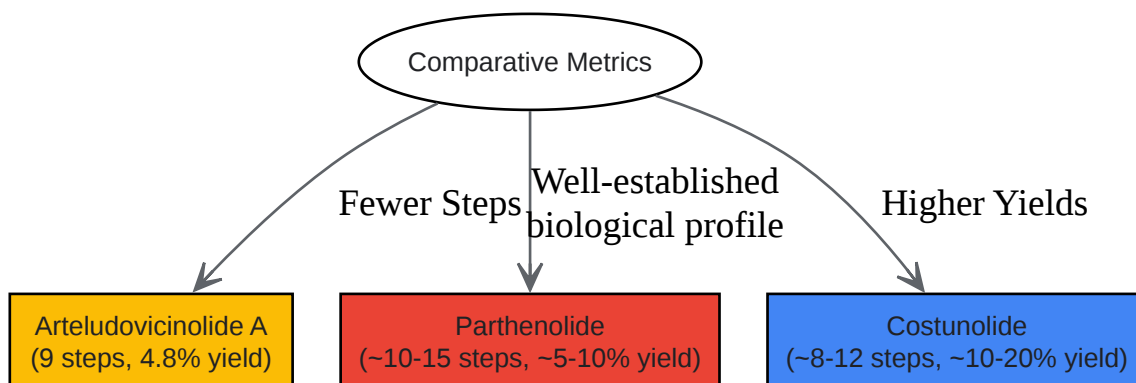 Comparative Metrics
Fewer Steps
Well-established
biological profile
Higher Yields
Arteludovicinolide A
(9 steps, 4.8% yield)
Parthenolide
(~10-15 steps, ~5-10% yield)
Costunolide
(~8-12 steps, ~10-20% yield)